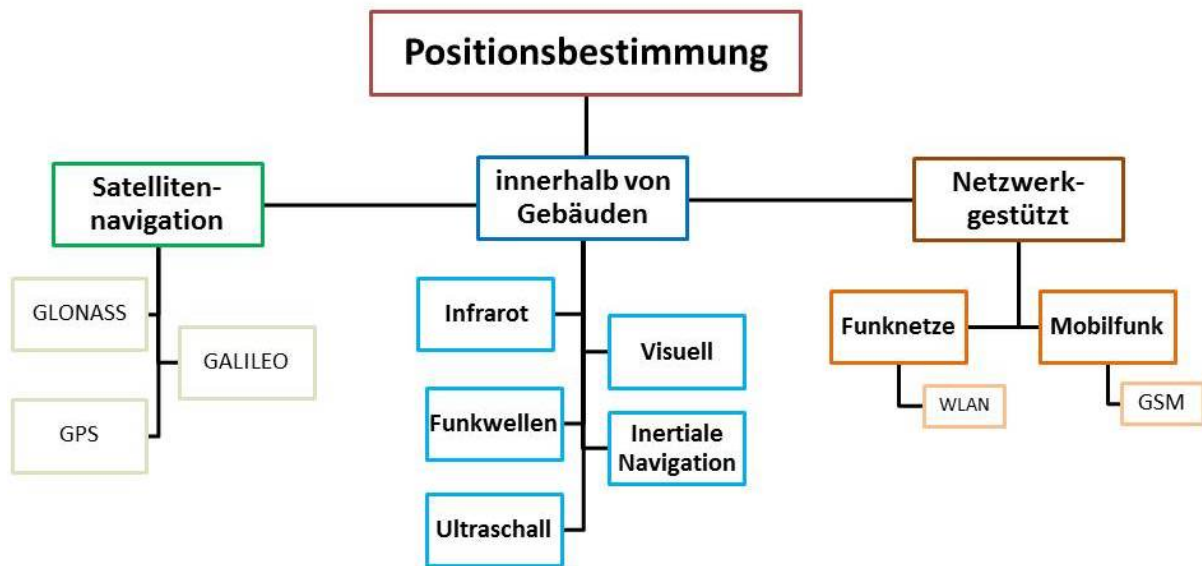 Positionsbestimmung
Satelliten-
navigation
innerhalb von
Gebäuden
Netzwerk-
gestützt
GLONASS
GALILEO
GPS
Infrarot
Visuell
Funkwellen
Inertiale
Navigation
Ultraschall
Funknetze
Mobilfunk
WLAN
GSM